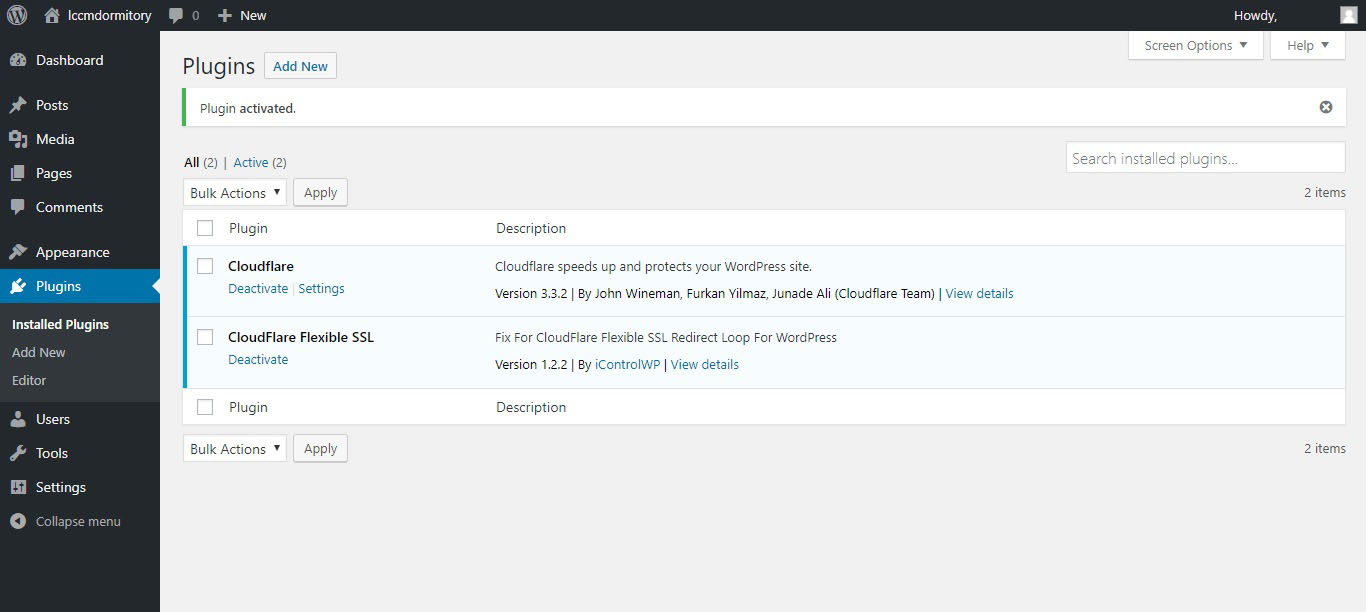 lccmdormitory 0 New Howdy,
Dashboard
Posts
Media
Pages
Comments
Appearance
Plugins
Installed Plugins
Add New
Editor
Users
Tools
Settings
Collapse menu
Screen Options Help
Plugins Add New
Plugin activated.
All (2) | Active (2)
Search installed plugins...
Bulk Actions Apply
2 items
Plugin Description
Cloudflare Cloudflare speeds up and protects your WordPress site.
Deactivate | Settings Version 3.3.2 | By John Wineman, Furkan Yilmaz, Junade Ali (Cloudflare Team) | View details
CloudFlare Flexible SSL Fix For CloudFlare Flexible SSL Redirect Loop For WordPress
Deactivate Version 1.2.2 | By iControlWP | View details
Plugin Description
Bulk Actions Apply 2 items